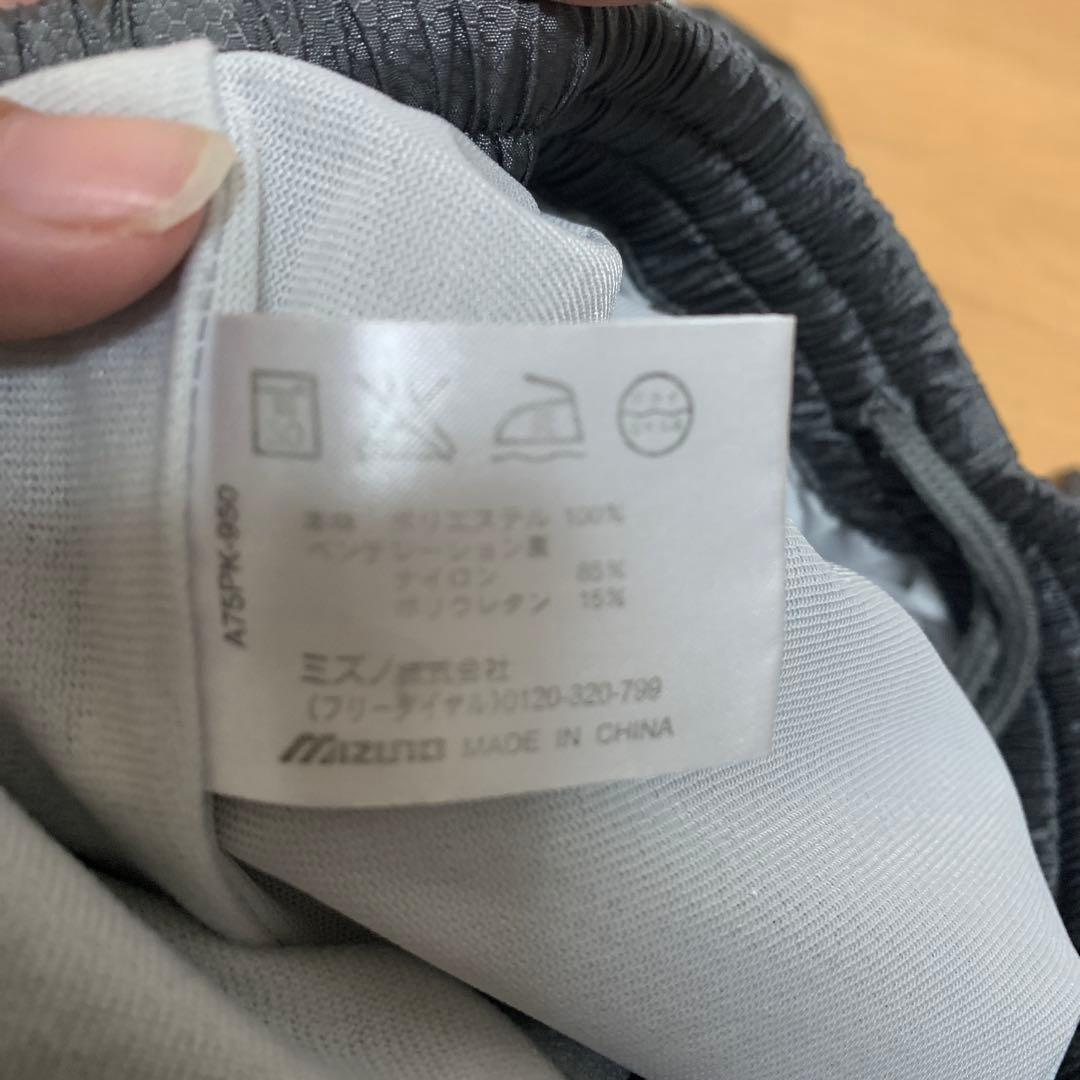 A75PK-950
本体 ポリエステル 100%
ベンチレーション裏
ナイロン 85%
ポリウレタン 15%
ミズノ株式会社
(フリーダイヤル)0120-320-799
MIZUNO MADE IN CHINA